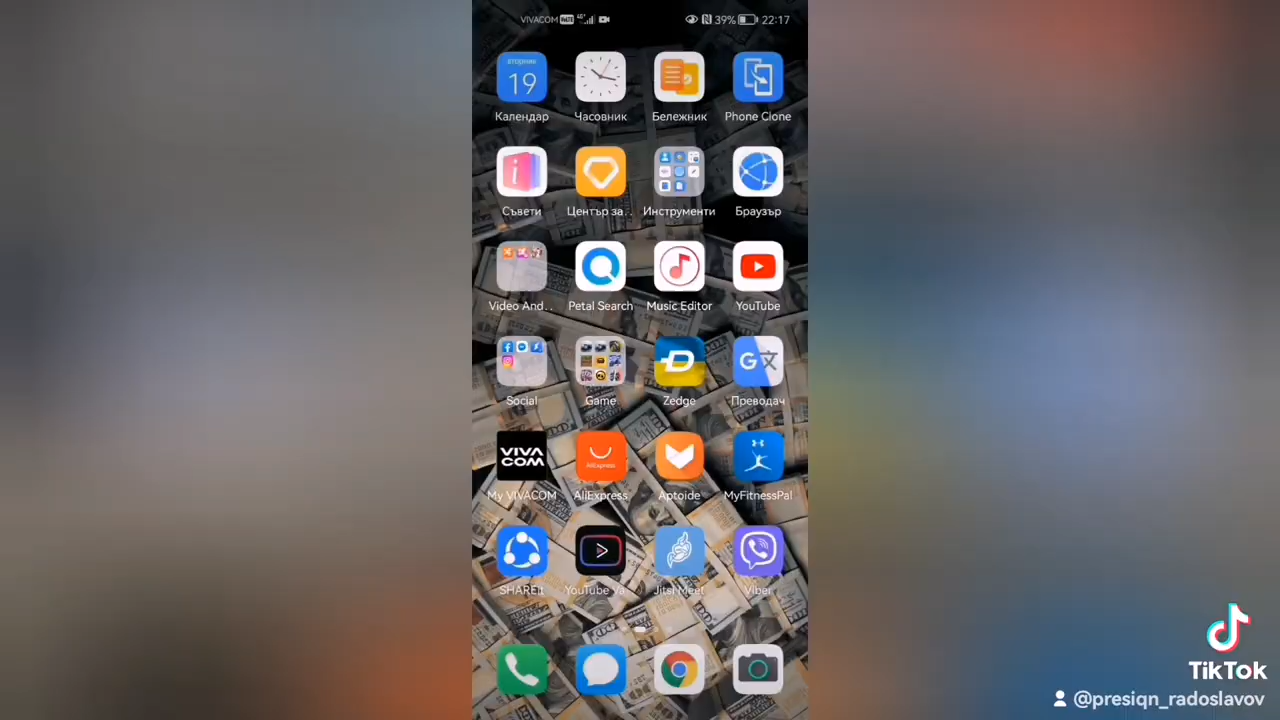 VIVACOM VoLTE 39% 22:17
вторник
19
Календар Часовник Бележник Phone Clone
Съвети Център за.. Инструменти Браузър
Video And.. Petal Search Music Editor YouTube
Social Game Zedge Преводач
VIVA
COM
AliExpress
My VIVACOM AliExpress Aptoide MyFitnessPal
SHAREit YouTube Va Jitsi Meet Viber
TikTok
@presiqn_radoslavov